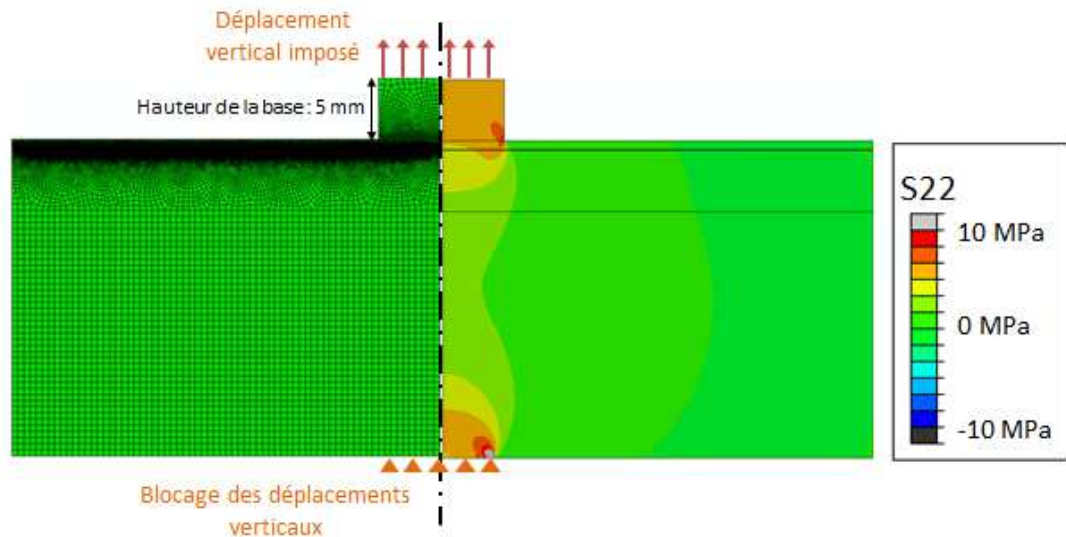 Déplacement
vertical imposé
Hauteur de la base : 5 mm
S22
10 MPa
0 MPa
-10 MPa
Blocage des déplacements
verticaux